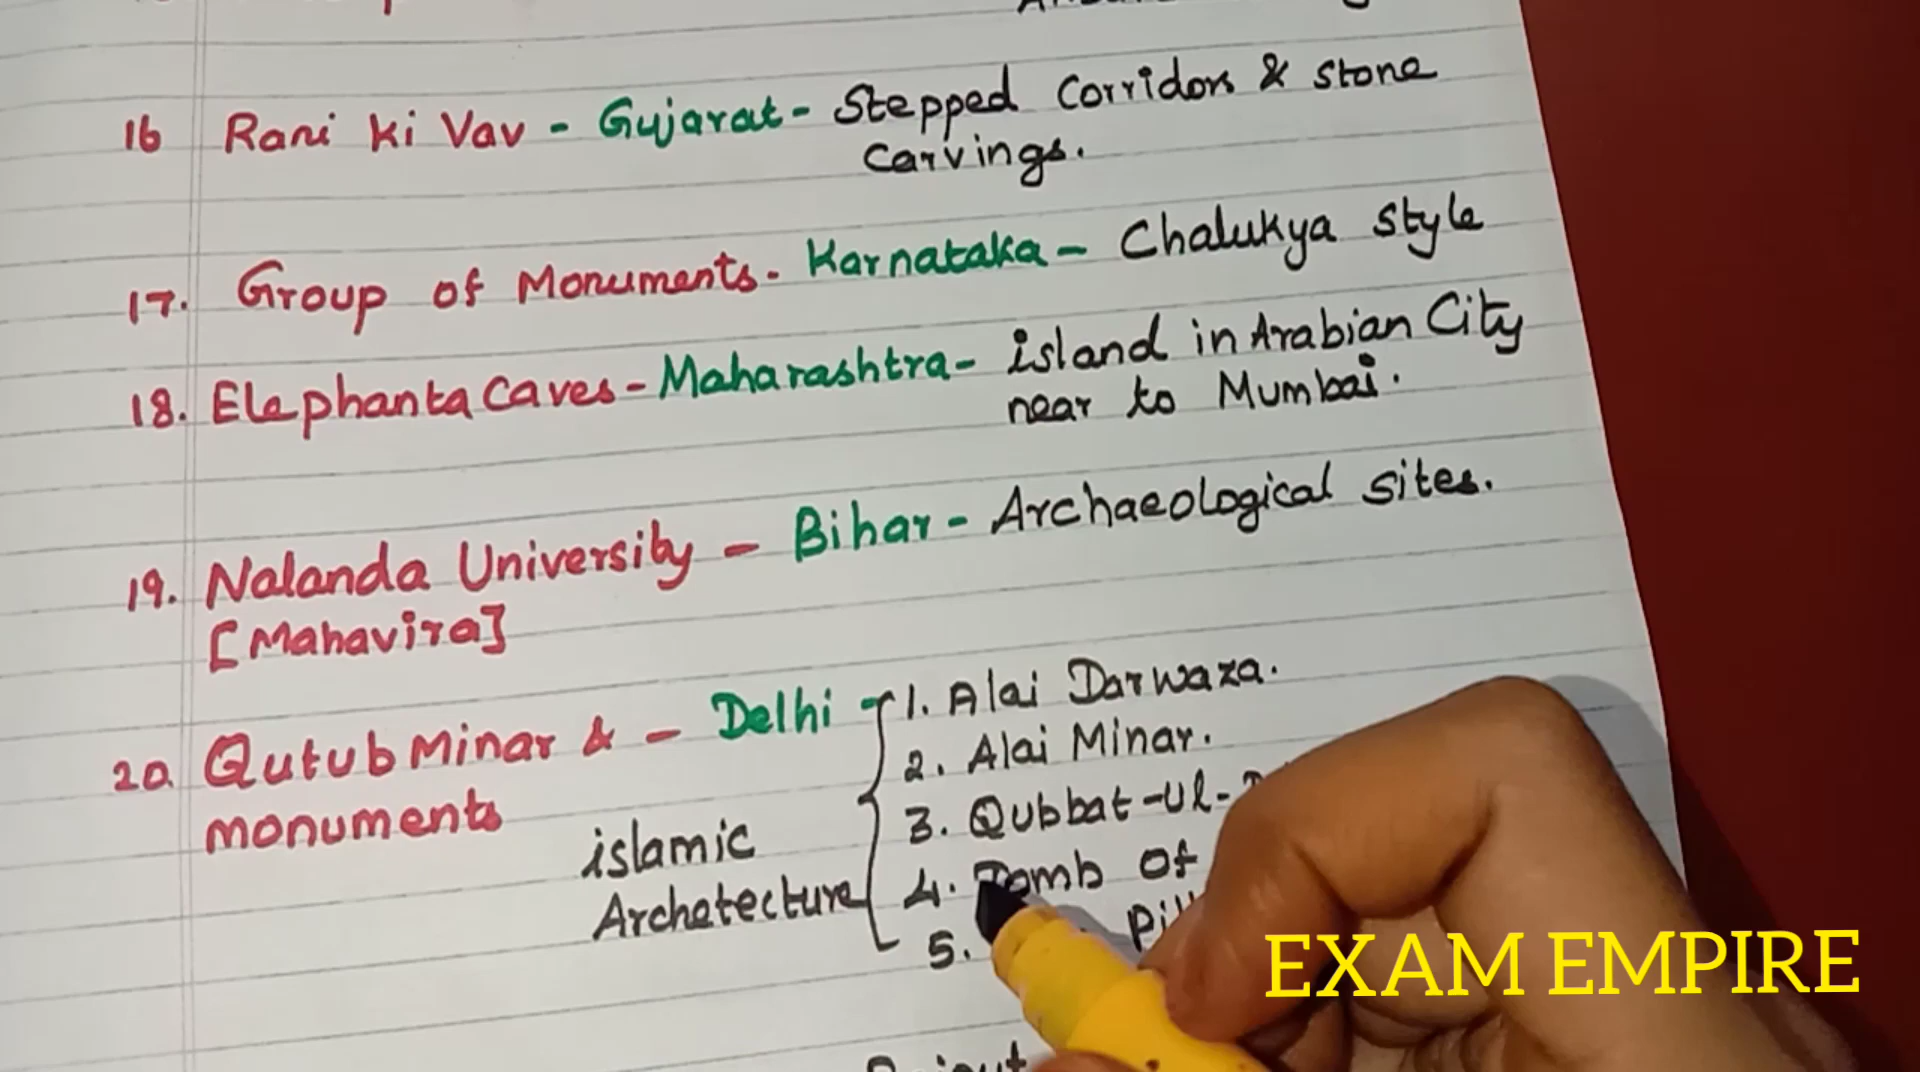 16 Rani Ki Vav - Gujarat - Stepped Corridors & stone
carvings.
17. Group of Monuments - Karnataka - Chalukya style
18. Elephanta Caves - Maharashtra - island in Arabian City
near to Mumbai.
19. Nalanda University - Bihar - Archaeological sites.
[Mahavira]
20. Qutub Minar & - Delhi - 1. Alai Darwaza.
monuments
2. Alai Minar.
3. Qubbat-Ul-
islamic
Archetecture
4. Tomb Of
5.
EXAM EMPIRE